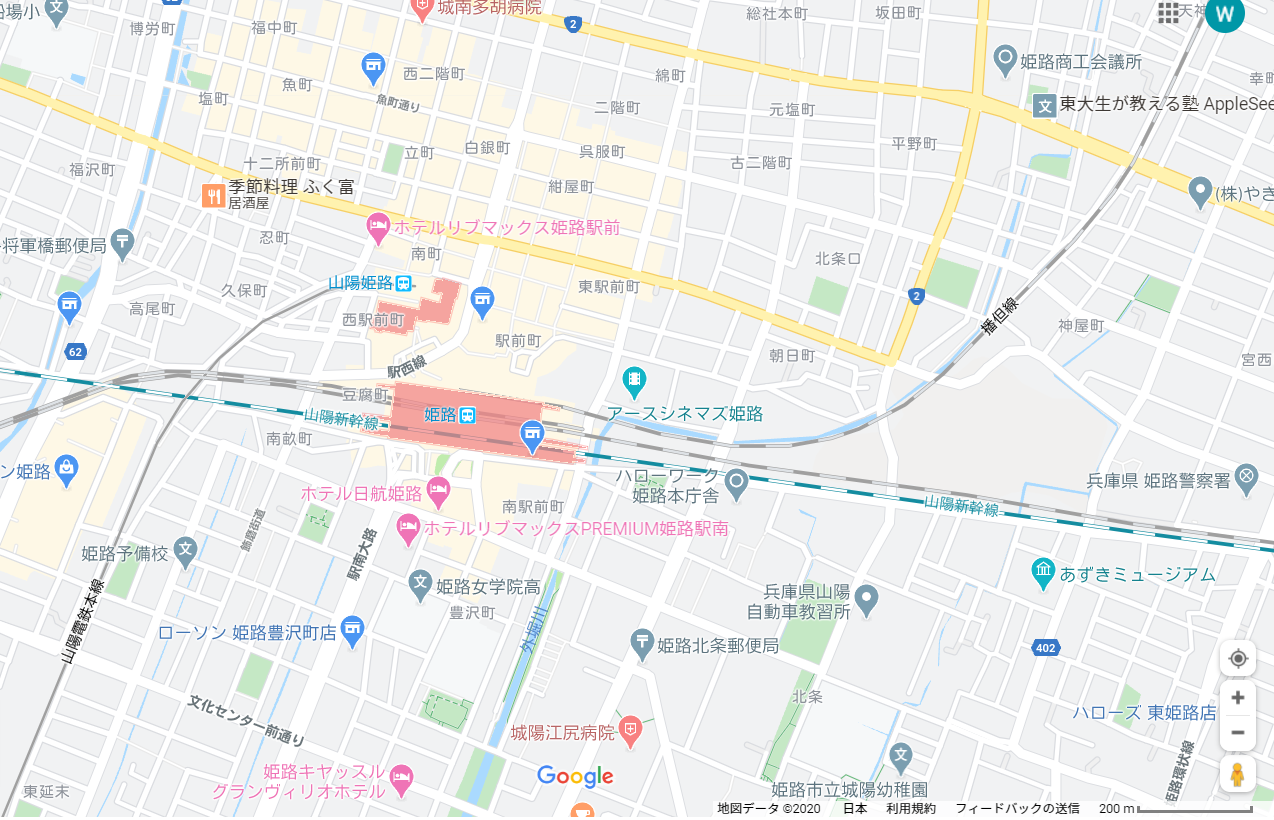 城南多胡病院
総社本町
坂田町
天神
W
船場小
博労町
福中町
2
西二階町
綿町
姫路商工会議所
幸町
魚町
塩町
魚町通り
二階町
元塩町
東大生が教える塾 AppleSee
平野町
立町
白銀町
呉服町
古二階町
十二所前町
福沢町
季節料理 ふく富
居酒屋
紺屋町
(株)やき
ホテルリブマックス姫路駅前
忍町
将軍橋郵便局
南町
北条口
山陽姫路
久保町
東駅前町
2
高尾町
西駅前町
播但線
神屋町
駅前町
62
朝日町
宮西
駅西線
豆腐町
姫路
アースシネマズ姫路
山陽新幹線
南畝町
ン姫路
ハローワーク
姫路本庁舎
兵庫県 姫路警察署
ホテル日航姫路
南駅前町
山陽新幹線
飾磨街道
ホテルリブマックスPREMIUM姫路駅南
姫路予備校
駅南大路
姫路女学院高
あずきミュージアム
兵庫県山陽
自動車教習所
豊沢町
山陽電鉄本線
ローソン 姫路豊沢町店
外堀川
姫路北条郵便局
402
北条
文化センター前通り
ハローズ 東姫路店
城陽江尻病院
姫路キヤッスル
グランヴィリオホテル
Google
姫路環状線
東延末
姫路市立城陽幼稚園
地図データ ©2020 日本 利用規約 フィードバックの送信 200 m